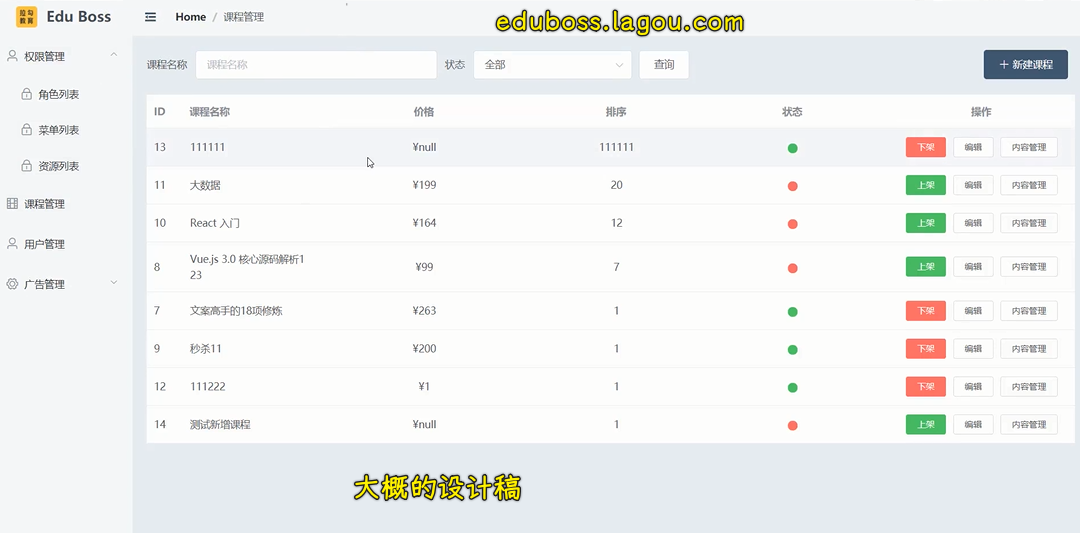 拉勾教育 Edu Boss
Home / 课程管理
eduboss.lagou.com
权限管理
角色列表
菜单列表
资源列表
课程管理
用户管理
广告管理
课程名称 课程名称 状态 全部 查询 + 新建课程
ID 课程名称 价格 排序 状态 操作
13 111111 ¥null 111111 下架 编辑 内容管理
11 大数据 ¥199 20 上架 编辑 内容管理
10 React 入门 ¥164 12 上架 编辑 内容管理
8 Vue.js 3.0 核心源码解析1
23 ¥99 7 上架 编辑 内容管理
7 文案高手的18项修炼 ¥263 1 下架 编辑 内容管理
9 秒杀11 ¥200 1 下架 编辑 内容管理
12 111222 ¥1 1 下架 编辑 内容管理
14 测试新增课程 ¥null 1 上架 编辑 内容管理
大概的设计稿